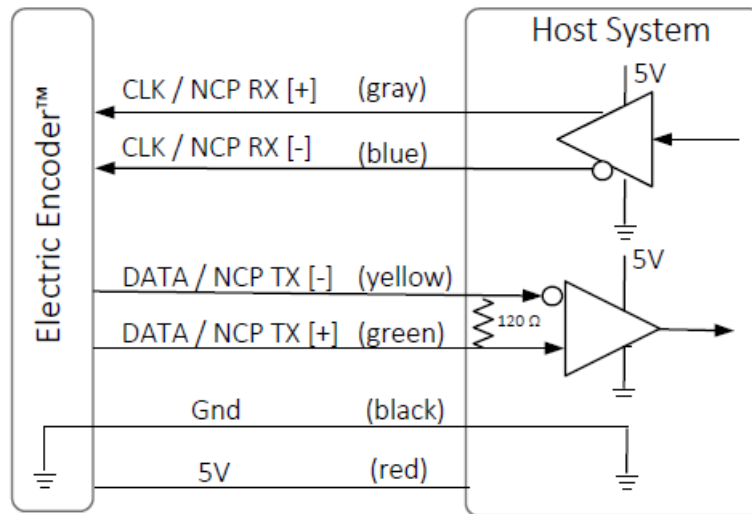 Host System
5V
CLK / NCP RX [+] (gray)
CLK / NCP RX [-] (blue)
Electric Encoder™
5V
DATA / NCP TX [-] (yellow)
120 Ω
DATA / NCP TX [+] (green)
Gnd (black)
5V (red)